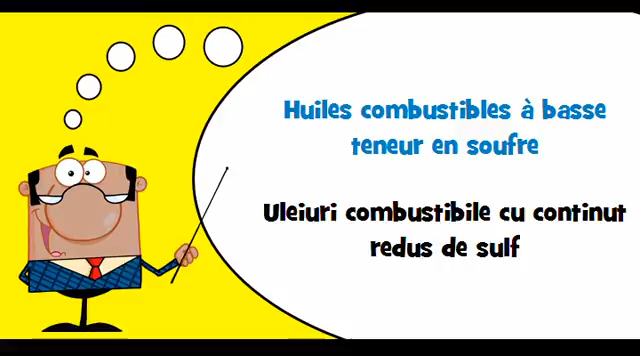 Huiles combustibles à basse
teneur en soufre
Uleiuri combustibile cu continut
redus de sulf